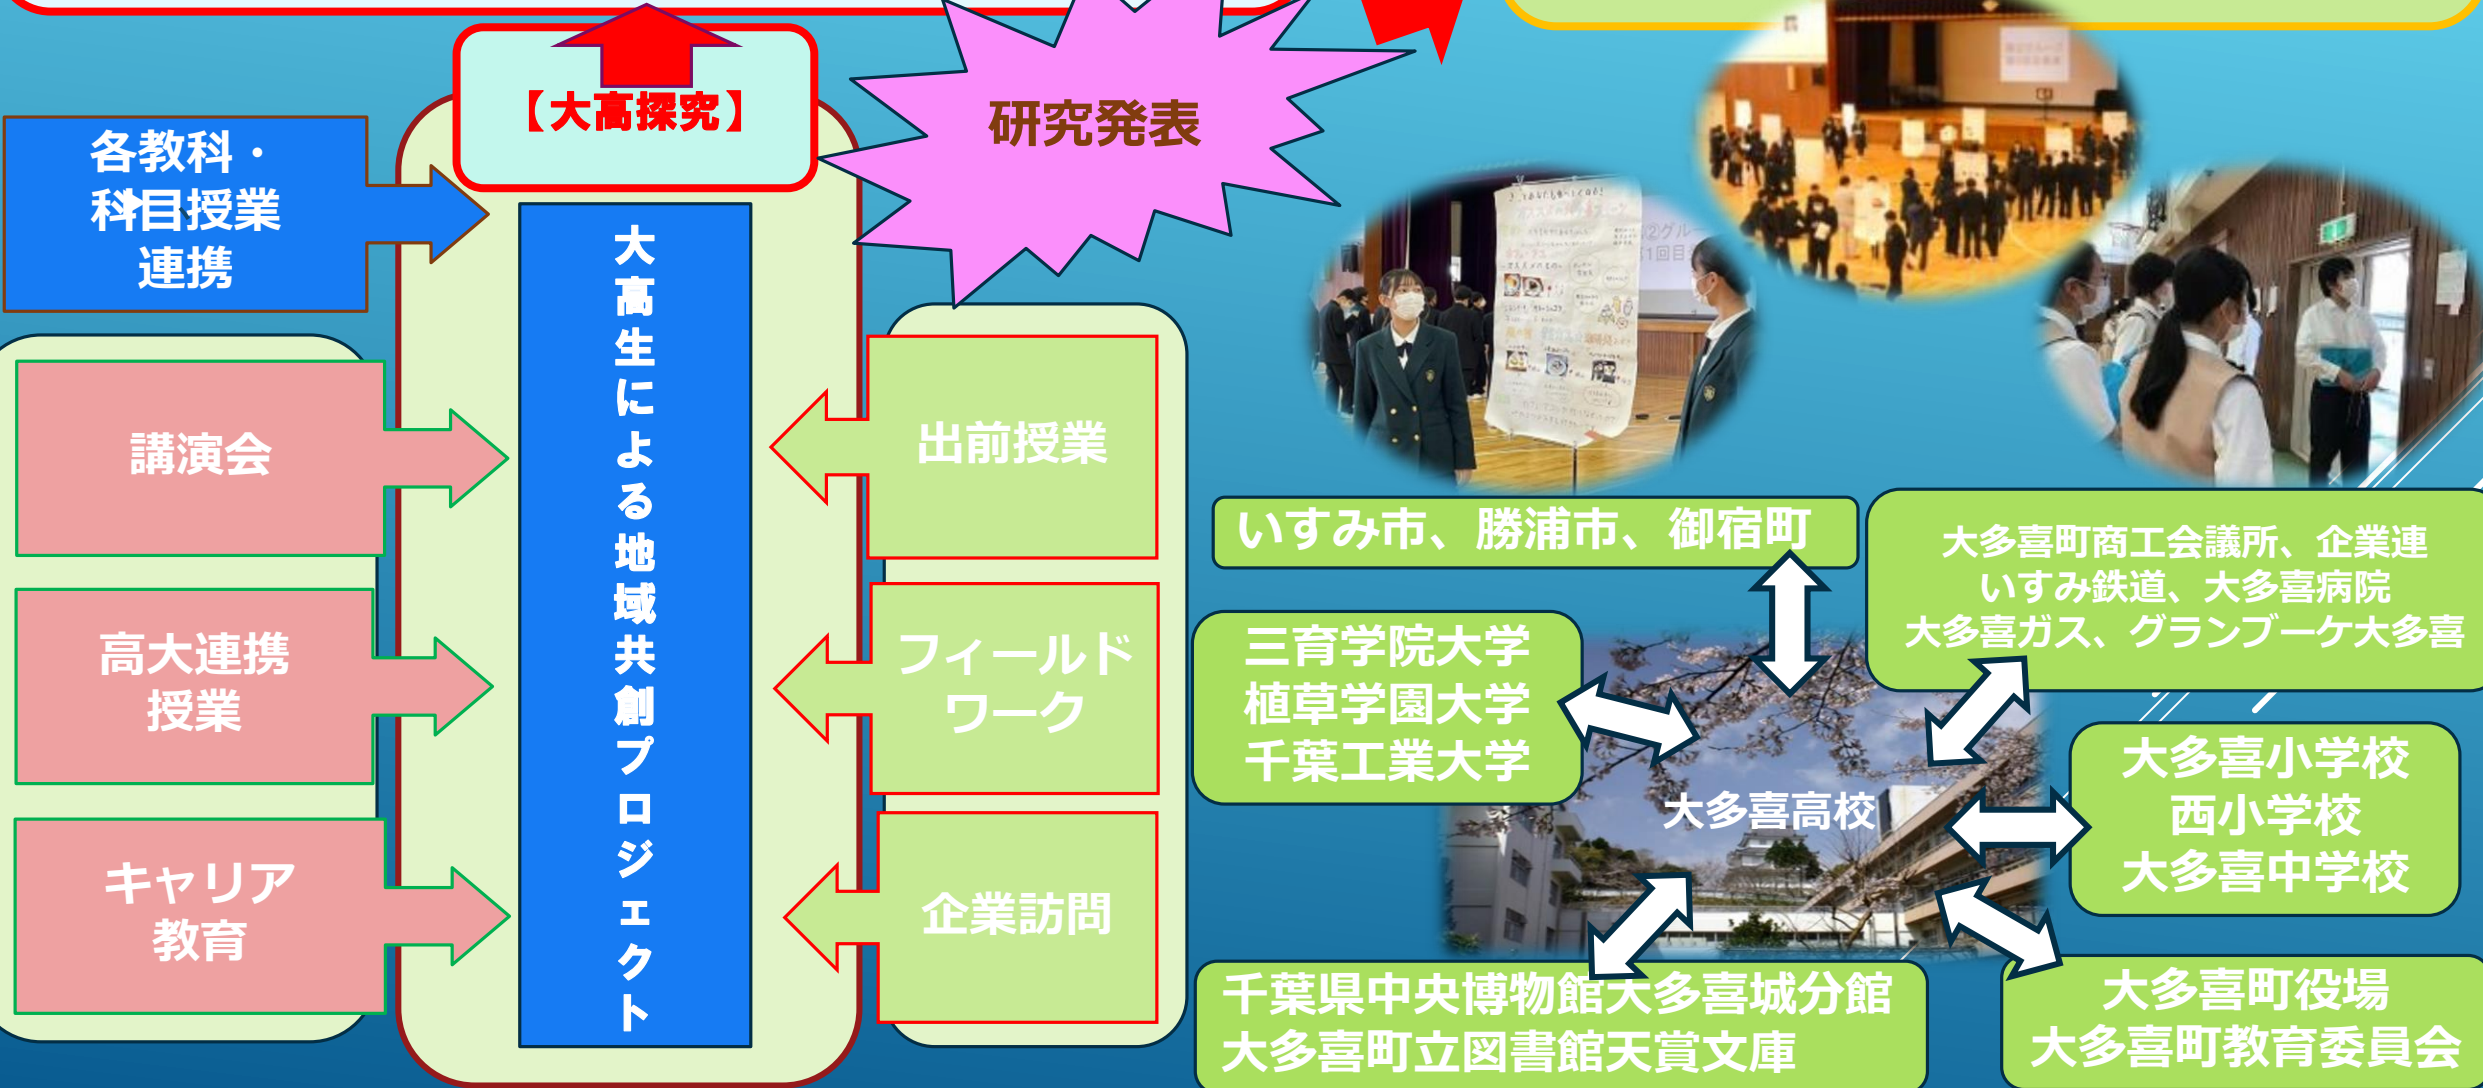 【大高探究】
研究発表
各教科・
科目授業
連携
講演会
高大連携
授業
キャリア
教育
大高生による地域共創プロジェクト
出前授業
フィールド
ワーク
企業訪問
いすみ市、勝浦市、御宿町
大多喜町商工会議所、企業連
いすみ鉄道、大多喜病院
大多喜ガス、グランブーケ大多喜
三育学院大学
植草学園大学
千葉工業大学
大多喜高校
大多喜小学校
西小学校
大多喜中学校
千葉県中央博物館大多喜城分館
大多喜町立図書館天賞文庫
大多喜町役場
大多喜町教育委員会